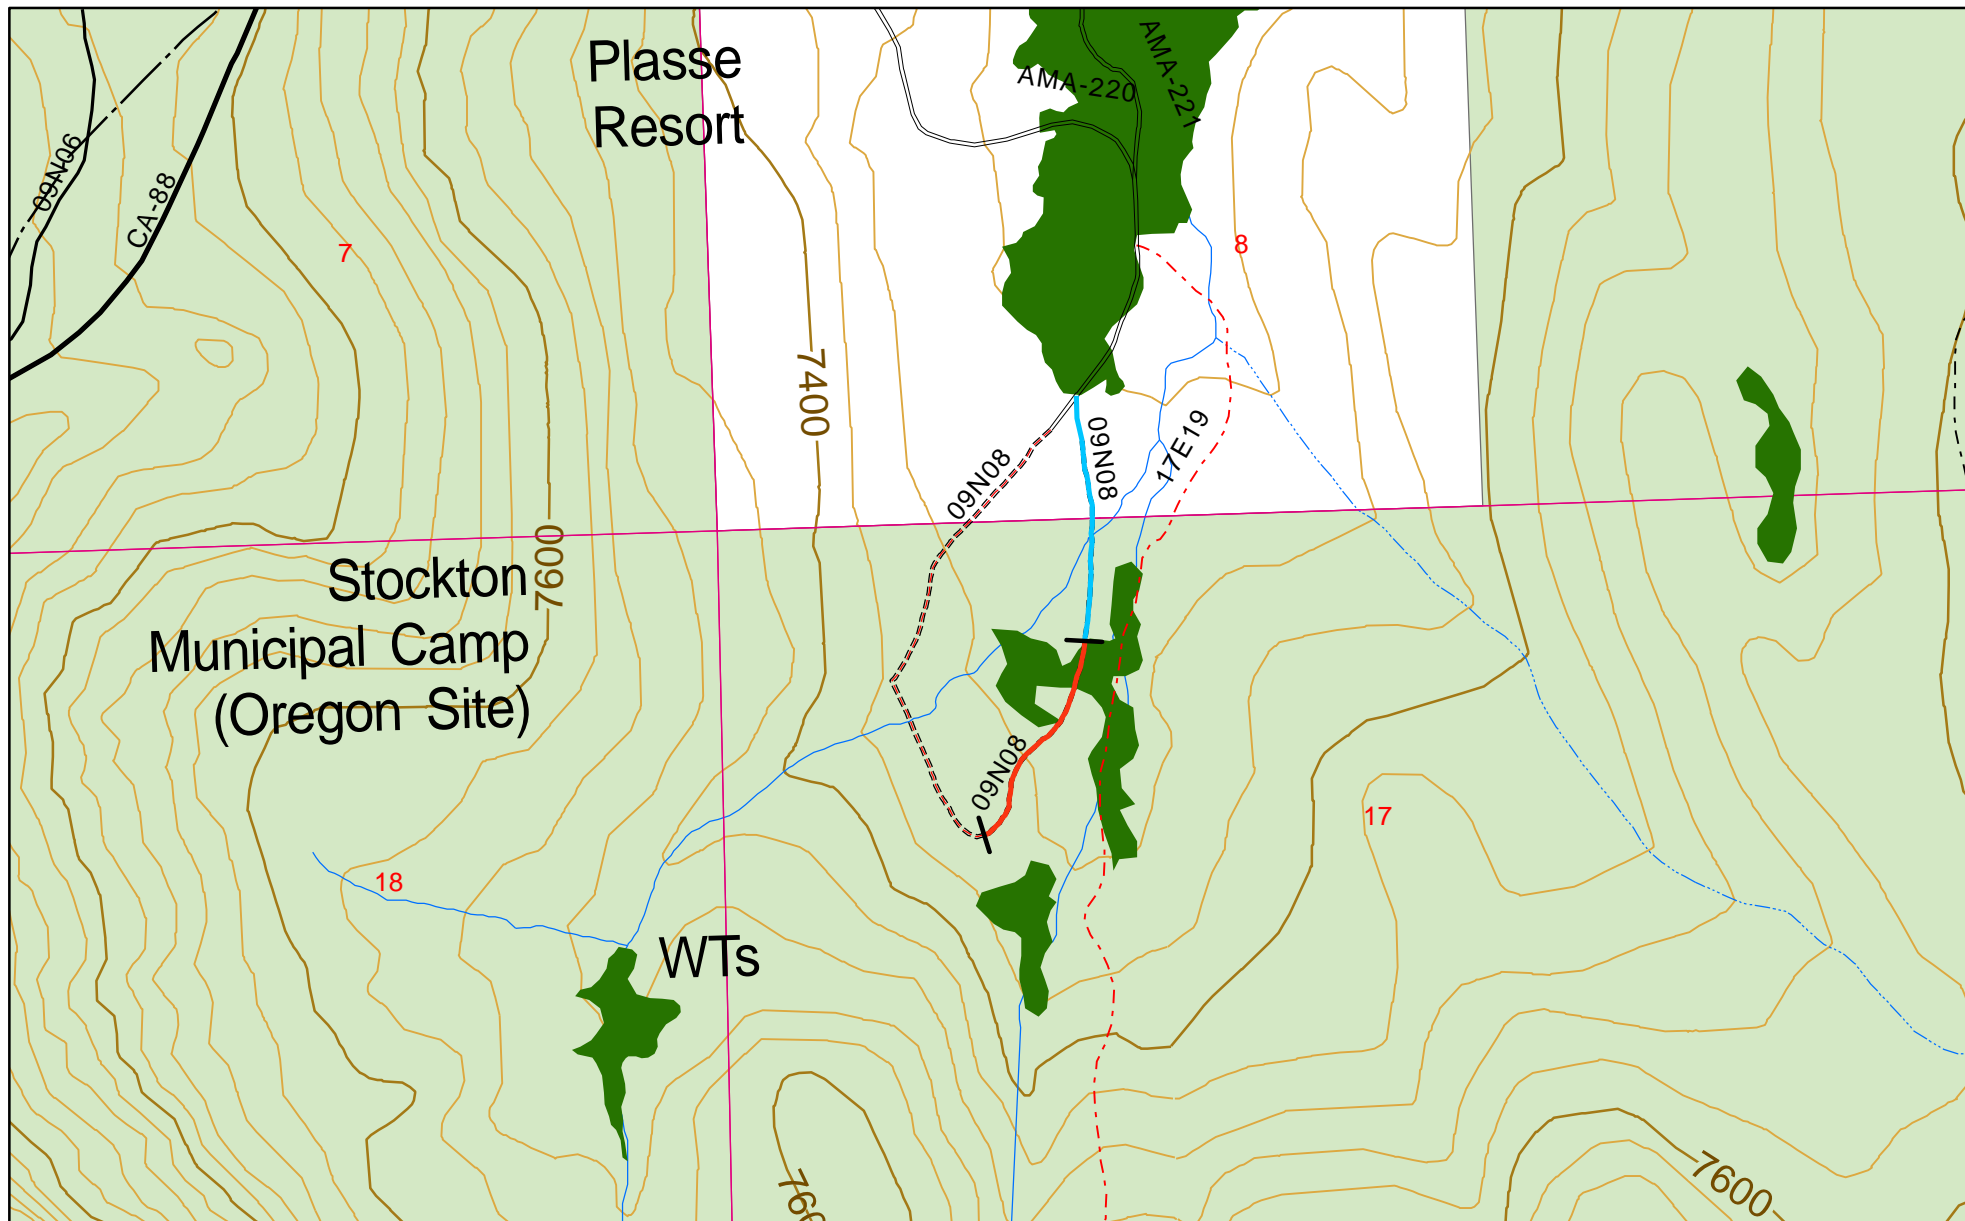 Plasse
Resort
AMA-220
AMA-221
09N06
CA-88
7
8
7400
09N08
09N08
17E19
Stockton
Municipal Camp
(Oregon Site)
7600
09N08
17
18
WTs
7600